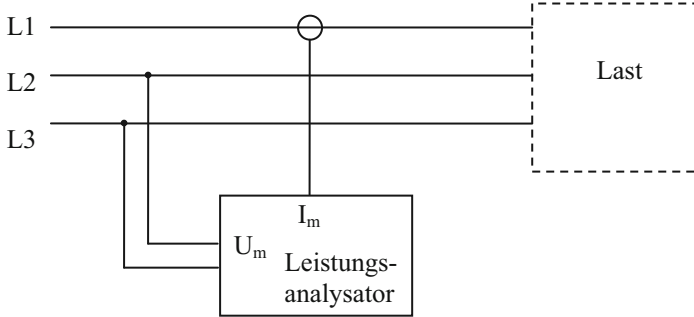 L1
L2
L3
Last
I_m
U_m
Leistungs-
analysator